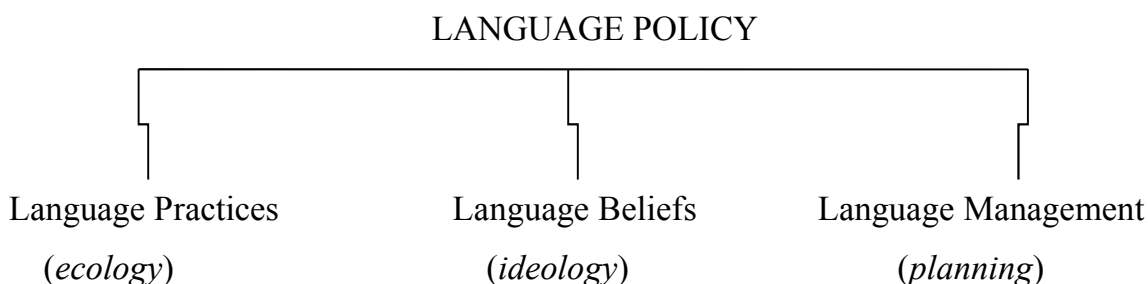 LANGUAGE POLICY
Language Practices Language Beliefs Language Management
(ecology) (ideology) (planning)